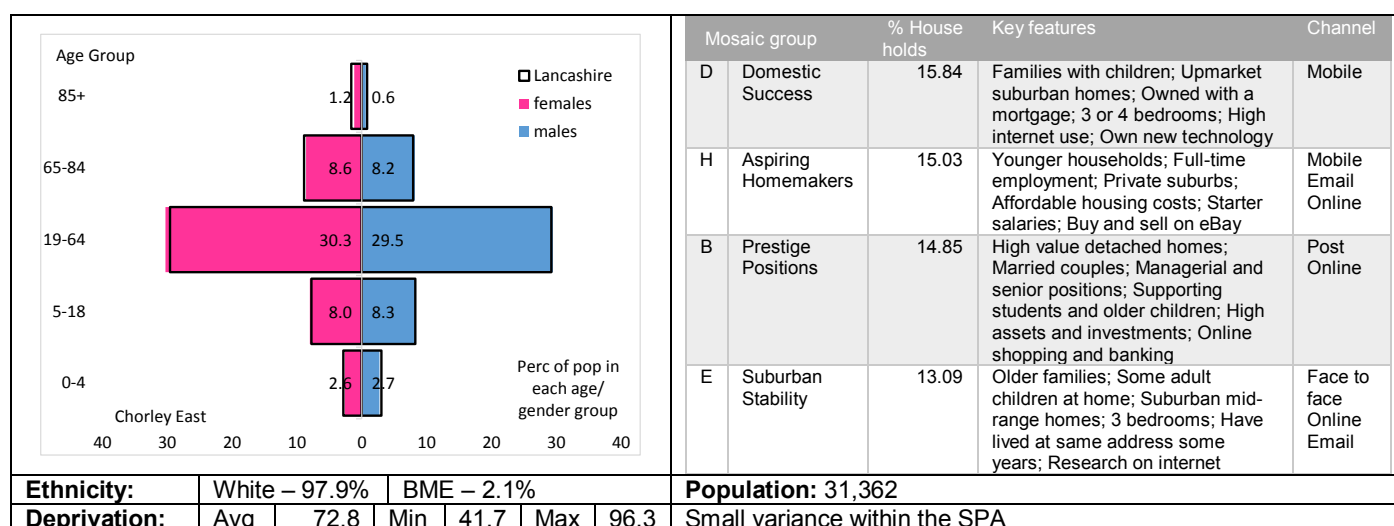 Age Group
Lancashire
females
males
85+
1.2 0.6
65-84
8.6 8.2
19-64
30.3 29.5
5-18
8.0 8.3
0-4
2.6 2.7
Perc of pop in
each age/
gender group
Chorley East
40 30 20 10 0 10 20 30 40
Mosaic group % House holds Key features Channel
D Domestic Success 15.84
Families with children; Upmarket
suburban homes; Owned with a
mortgage; 3 or 4 bedrooms; High
internet use; Own new technology
Mobile
H Aspiring Homemakers 15.03
Younger households; Full-time
employment; Private suburbs;
Affordable housing costs; Starter
salaries; Buy and sell on eBay
Mobile
Email
Online
B Prestige Positions 14.85
High value detached homes;
Married couples; Managerial and
senior positions; Supporting
students and older children; High
assets and investments; Online
shopping and banking
Post
Online
E Suburban Stability 13.09
Older families; Some adult
children at home; Suburban mid-
range homes; 3 bedrooms; Have
lived at same address some
years; Research on internet
Face to
face
Online
Email
Ethnicity: White – 97.9% BME – 2.1% Population: 31,362
Deprivation: Avg 72.8 Min 41.7 Max 96.3 Small variance within the SPA